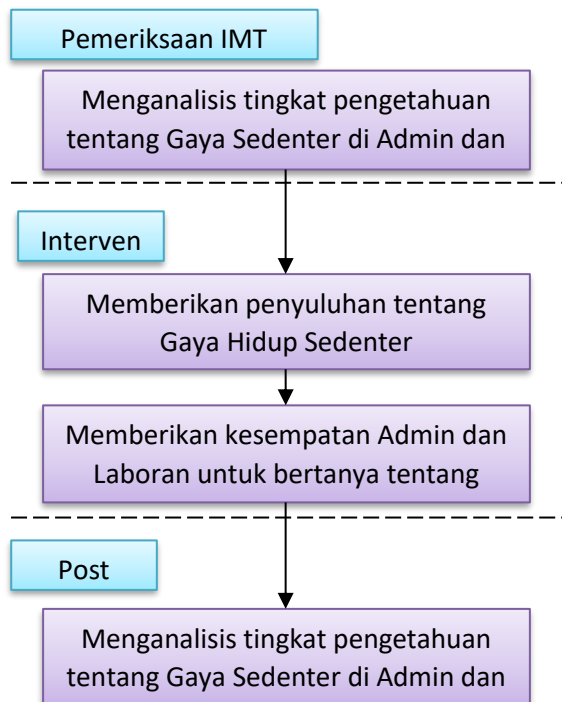 Pemeriksaan IMT
Menganalisis tingkat pengetahuan
tentang Gaya Sedenter di Admin dan
Interven
Memberikan penyuluhan tentang
Gaya Hidup Sedenter
Memberikan kesempatan Admin dan
Laboran untuk bertanya tentang
Post
Menganalisis tingkat pengetahuan
tentang Gaya Sedenter di Admin dan